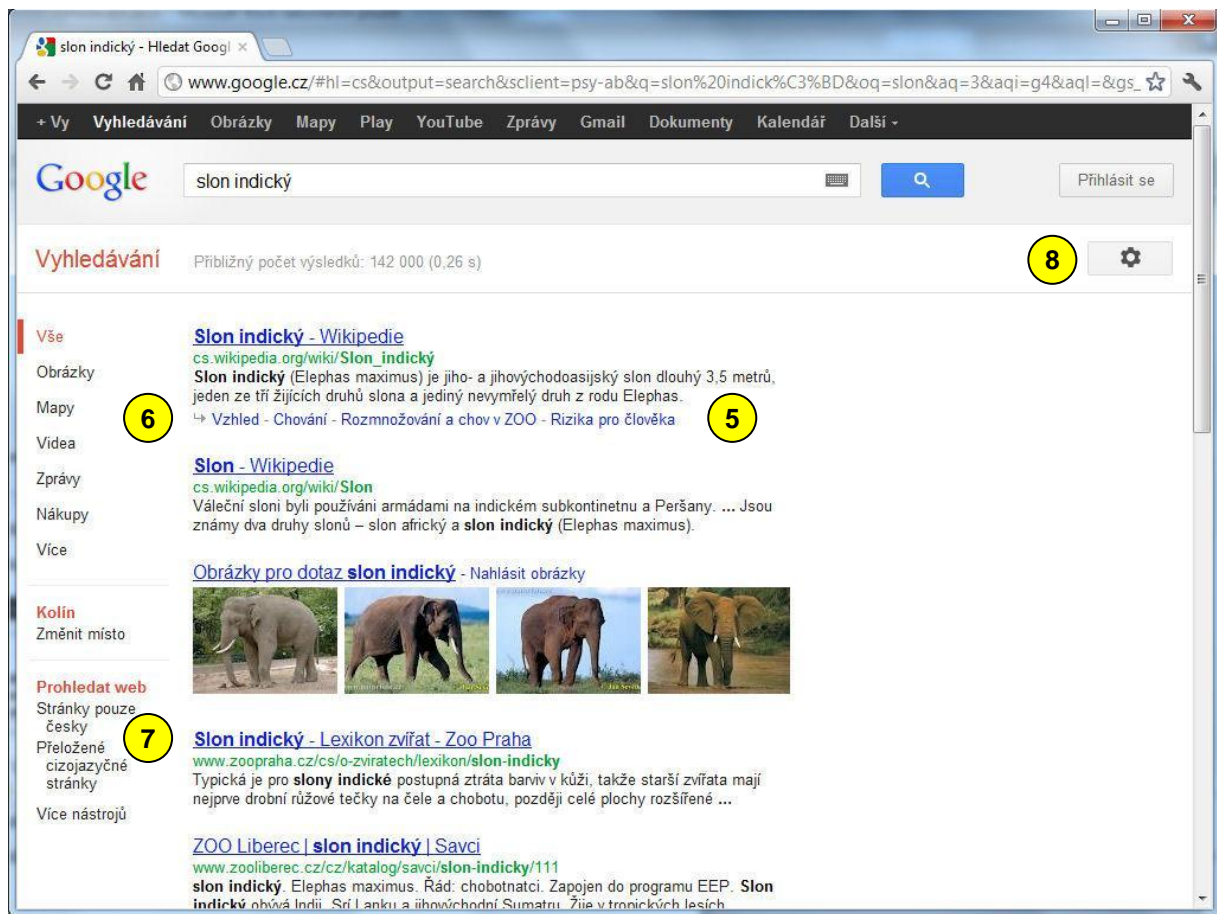 slon indický - Hledat Googl
www.google.cz/#hl=cs&output=search&sclient=psy-ab&q=slon%20indick%C3%BD&oq=slon&aq=3&aqi=g4&aql=&gs_
+ Vy Vyhledávání Obrázky Mapy Play YouTube Zprávy Gmail Dokumenty Kalendář Další
Google slon indický Přihlásit se
Vyhledávání Přibližný počet výsledků: 142 000 (0,26 s) 8
Vše
Obrázky
Mapy
6
Videa
Zprávy
Nákupy
Více
Kolín
Změnit místo
Prohledat web
Stránky pouze
česky
7
Přeložené
cizojazyčné
stránky
Více nástrojů
Slon indický - Wikipedie
cs.wikipedia.org/wiki/Slon_indický
Slon indický (Elephas maximus) je jiho- a jihovýchodoasijský slon dlouhý 3,5 metrů,
jeden ze tří žijících druhů slona a jediný nevymřelý druh z rodu Elephas.
Vzhled - Chování - Rozmnožování a chov v ZOO - Rizika pro člověka 5
Slon - Wikipedie
cs.wikipedia.org/wiki/Slon
Váleční sloni byli používáni armádami na indickém subkontinetnu a Peršany. ... Jsou
známy dva druhy slonů – slon africký a slon indický (Elephas maximus).
Obrázky pro dotaz slon indický - Nahlásit obrázky
Slon indický - Lexikon zvířat - Zoo Praha
www.zoopraha.cz/cs/o-zviratech/lexikon/slon-indicky
Typická je pro slony indické postupná ztráta barviv v kůži, takže starší zvířata mají
nejprve drobní růžové tečky na čele a chobotu, později celé plochy rozšířené ...
ZOO Liberec | slon indický | Savci
www.zooliberec.cz/cz/katalog/savci/slon-indicky/111
slon indický. Elephas maximus. Řád: chobotnatci. Zapojen do programu EEP. Slon
indický obývá Indii, Srí Lanku a jihovýchodní Sumatru. Žije v tropických lesích